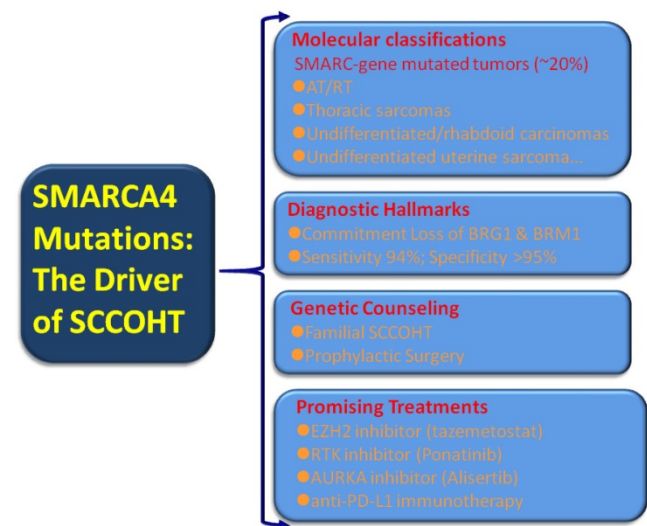 SMARCA4
Mutations:
The Driver
of SCCOHT
Molecular classifications
SMARC-gene mutated tumors (~20%)
●AT/RT
●Thoracic sarcomas
●Undifferentiated/rhabdoid carcinomas
●Undifferentiated uterine sarcoma...
Diagnostic Hallmarks
●Commitment Loss of BRG1 & BRM1
●Sensitivity 94%; Specificity >95%
Genetic Counseling
●Familial SCCOHT
●Prophylactic Surgery
Promising Treatments
●EZH2 inhibitor (tazemetostat)
●RTK inhibitor (Ponatinib)
●AURKA inhibitor (Alisertib)
●anti-PD-L1 immunotherapy